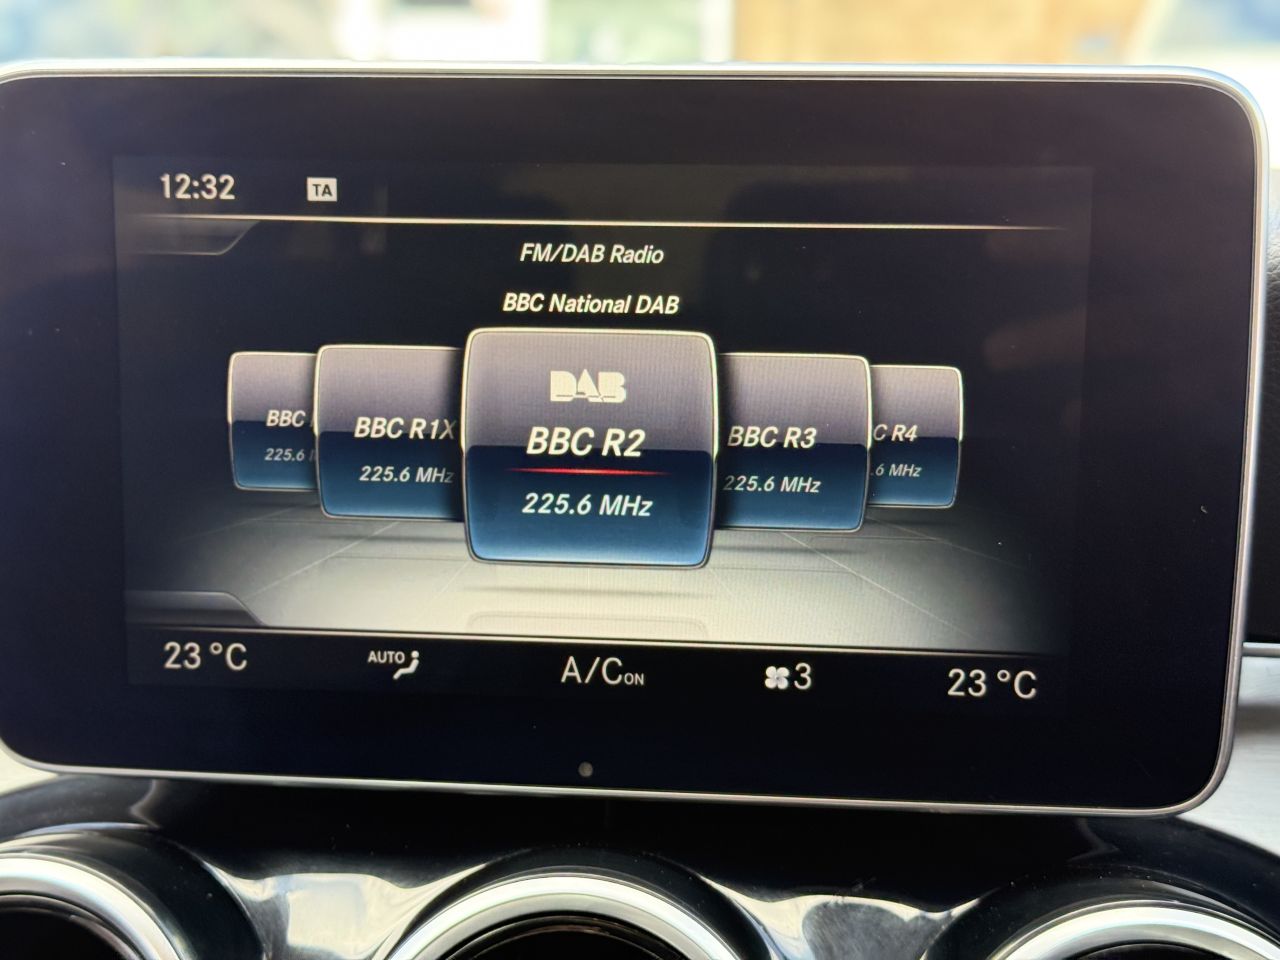 12:32 TA
FM/DAB Radio
BBC National DAB
DAB
BBC BBC R1X BBC R2 BBC R3 R4
225.6 225.6 MHz 225.6 MHz 225.6 MHz .6 MHz
23 °C AUTO A/C ON 3 23 °C